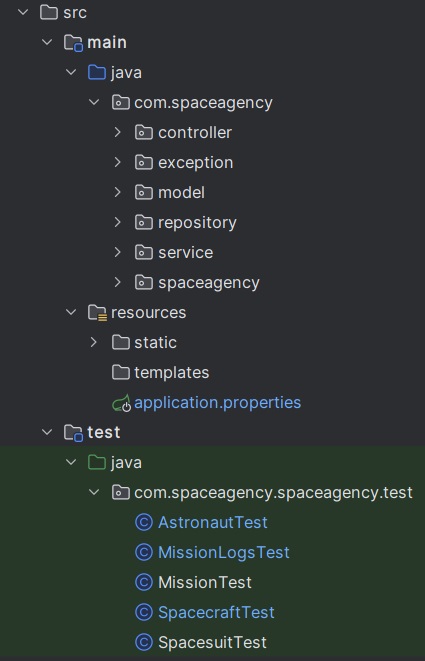 src
main
java
com.spaceagency
controller
exception
model
repository
service
spaceagency
resources
static
templates
application.properties
test
java
com.spaceagency.spaceagency.test
AstronautTest
MissionLogsTest
MissionTest
SpacecraftTest
SpacesuitTest